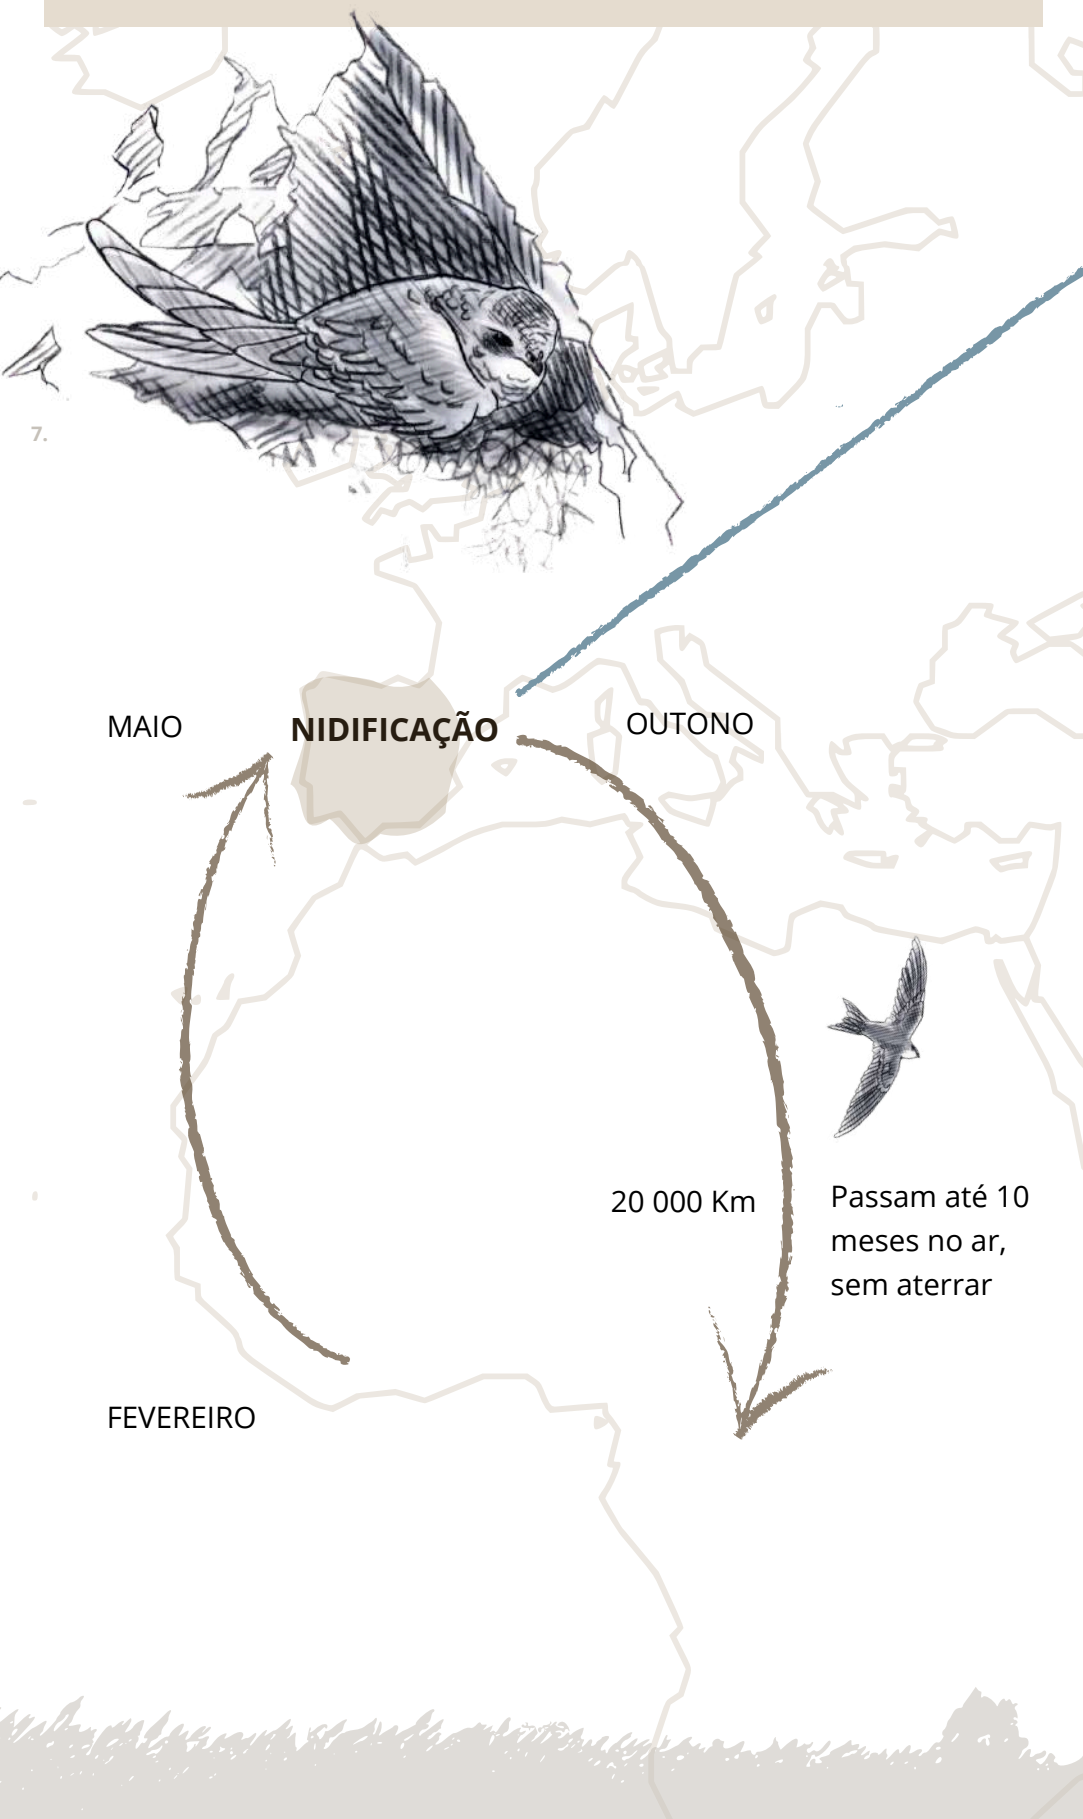 7.
MAIO
NIDIFICAÇÃO
OUTONO
20 000 Km
Passam até 10
meses no ar,
sem aterrar
FEVEREIRO